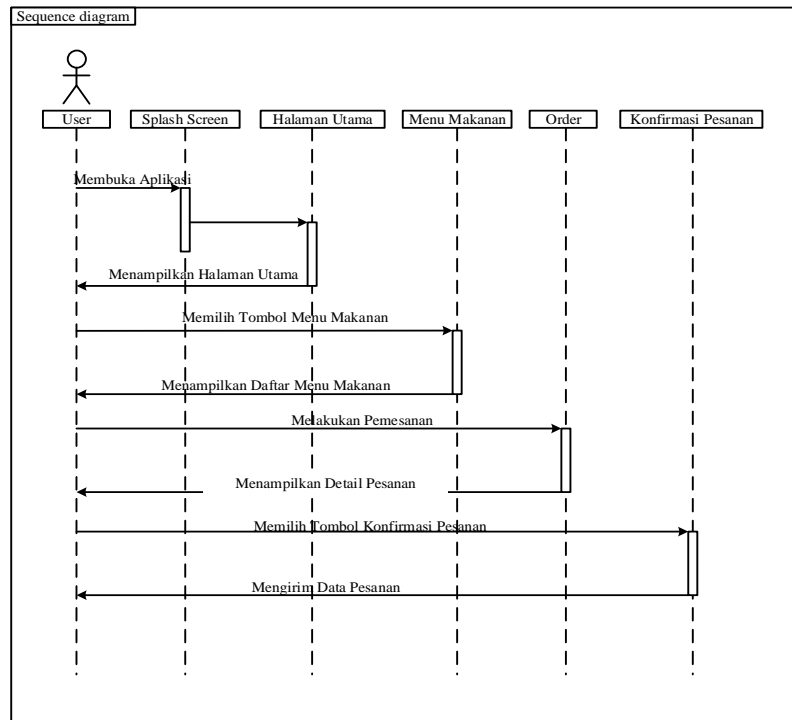 Sequence diagram
User
Splash Screen
Halaman Utama
Menu Makanan
Order
Konfirmasi Pesanan
Membuka Aplikasi
Menampilkan Halaman Utama
Memilih Tombol Menu Makanan
Menampilkan Daftar Menu Makanan
Melakukan Pemesanan
Menampilkan Detail Pesanan
Memilih Tombol Konfirmasi Pesanan
Mengirim Data Pesanan